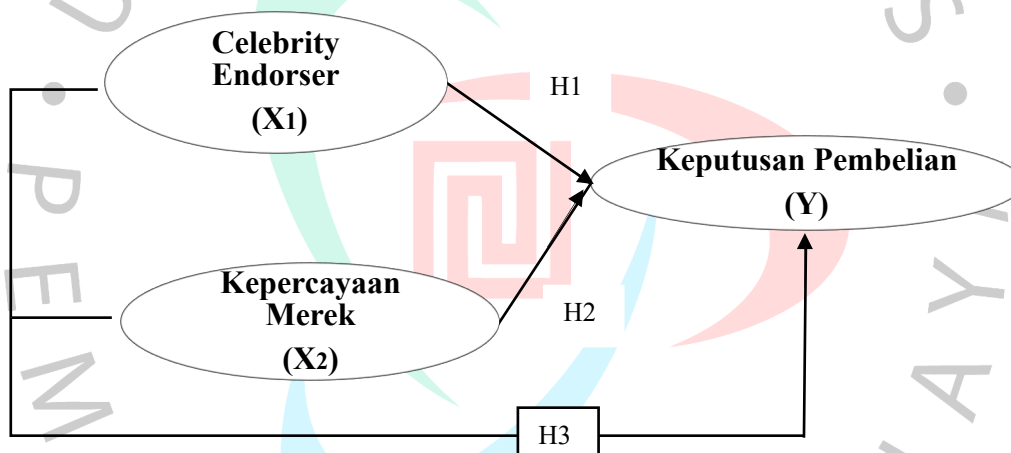 Celebrity
Endorser
(X1)
H1
Keputusan Pembelian
(Y)
Kepercayaan
Merek
(X2)
H2
H3
P E M
S
A Y A